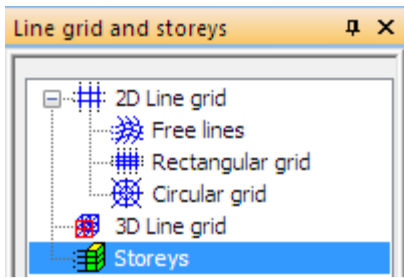 Line grid and storeys
2D Line grid
Free lines
Rectangular grid
Circular grid
3D Line grid
Storeys